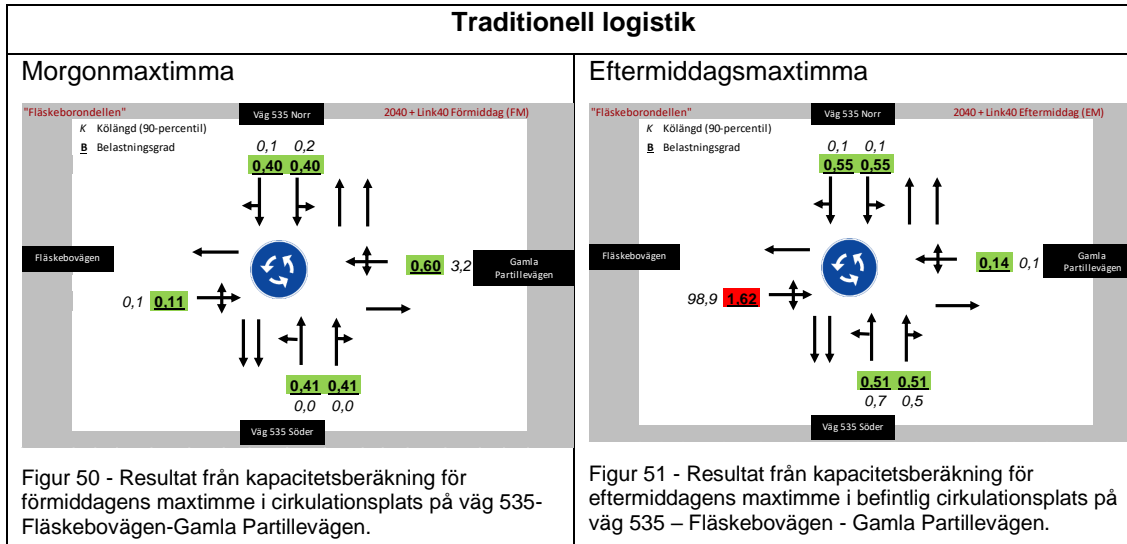 Traditionell logistik
Morgonmaxtimma
"Fläskeborondellen"
Väg 535 Norr
2040 + Link40 Förmiddag (FM)
K Kölängd (90-percentil)
B Belastningsgrad
0,1 0,2
0,40 0,40
Fläskebovägen
0,60 3,2
Gamla
Partillevägen
0,1 0,11
0,41 0,41
0,0 0,0
Väg 535 Söder
Figur 50 - Resultat från kapacitetsberäkning för
förmiddagens maxtimme i cirkulationsplats på väg 535-
Fläskebovägen-Gamla Partillevägen.
Eftermiddagsmaxtimma
"Fläskeborondellen"
Väg 535 Norr
2040 + Link40 Eftermiddag (EM)
K Kölängd (90-percentil)
B Belastningsgrad
0,1 0,1
0,55 0,55
Fläskebovägen
0,14 0,1
Gamla
Partillevägen
98,9 1,62
0,51 0,51
0,7 0,5
Väg 535 Söder
Figur 51 - Resultat från kapacitetsberäkning för
eftermiddagens maxtimme i befintlig cirkulationsplats på
väg 535 – Fläskebovägen - Gamla Partillevägen.